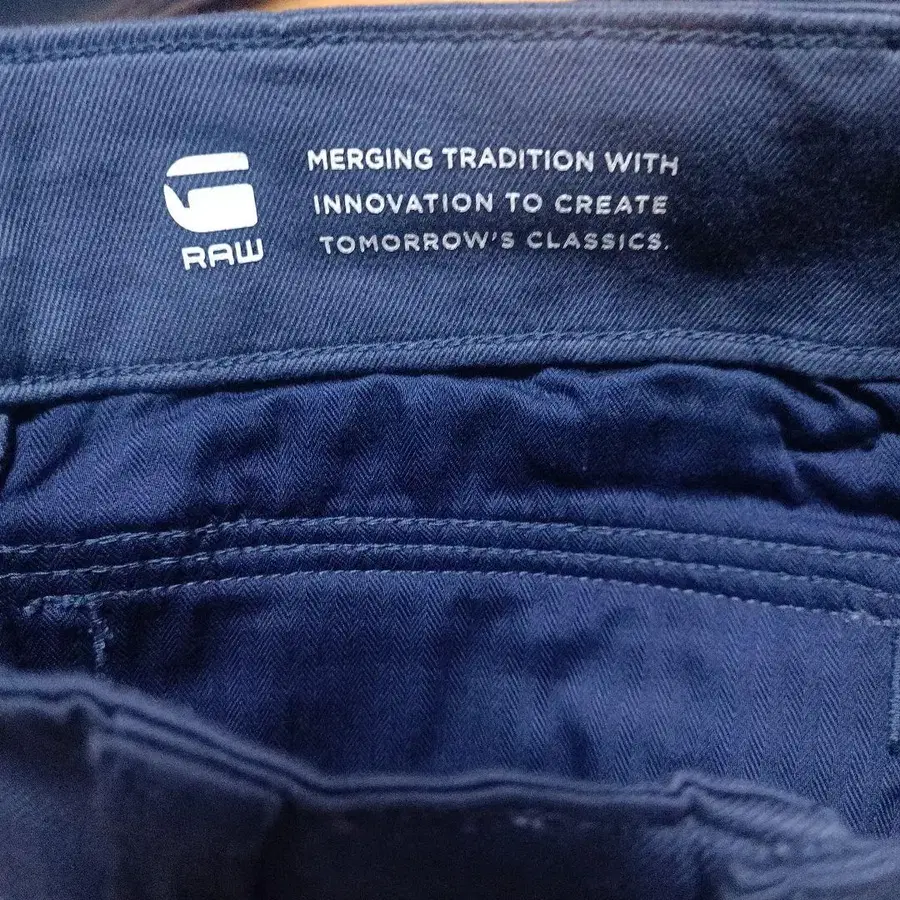 G
RAW
MERGING TRADITION WITH
INNOVATION TO CREATE
TOMORROW'S CLASSICS.